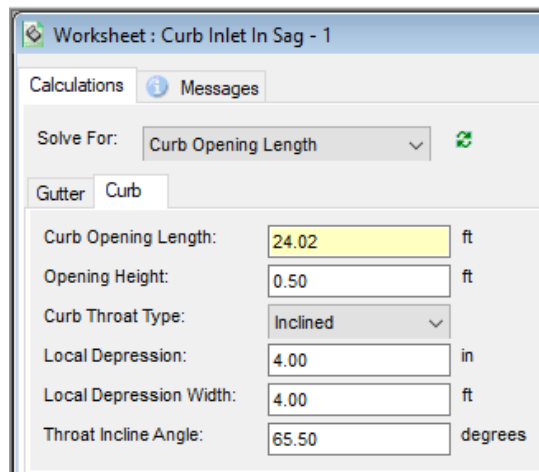 Worksheet : Curb Inlet In Sag - 1
Calculations Messages
Solve For: Curb Opening Length
Gutter Curb
Curb Opening Length: 24.02 ft
Opening Height: 0.50 ft
Curb Throat Type: Inclined
Local Depression: 4.00 in
Local Depression Width: 4.00 ft
Throat Incline Angle: 65.50 degrees